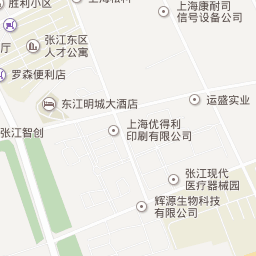 胜利小区
上海康耐司
信号设备公司
厅
张江东区
人才公寓
罗森便利店
东江明城大酒店
运盛实业
张江智创
上海优得利
印刷有限公司
张江现代
医疗器械园
辉源生物科技
有限公司